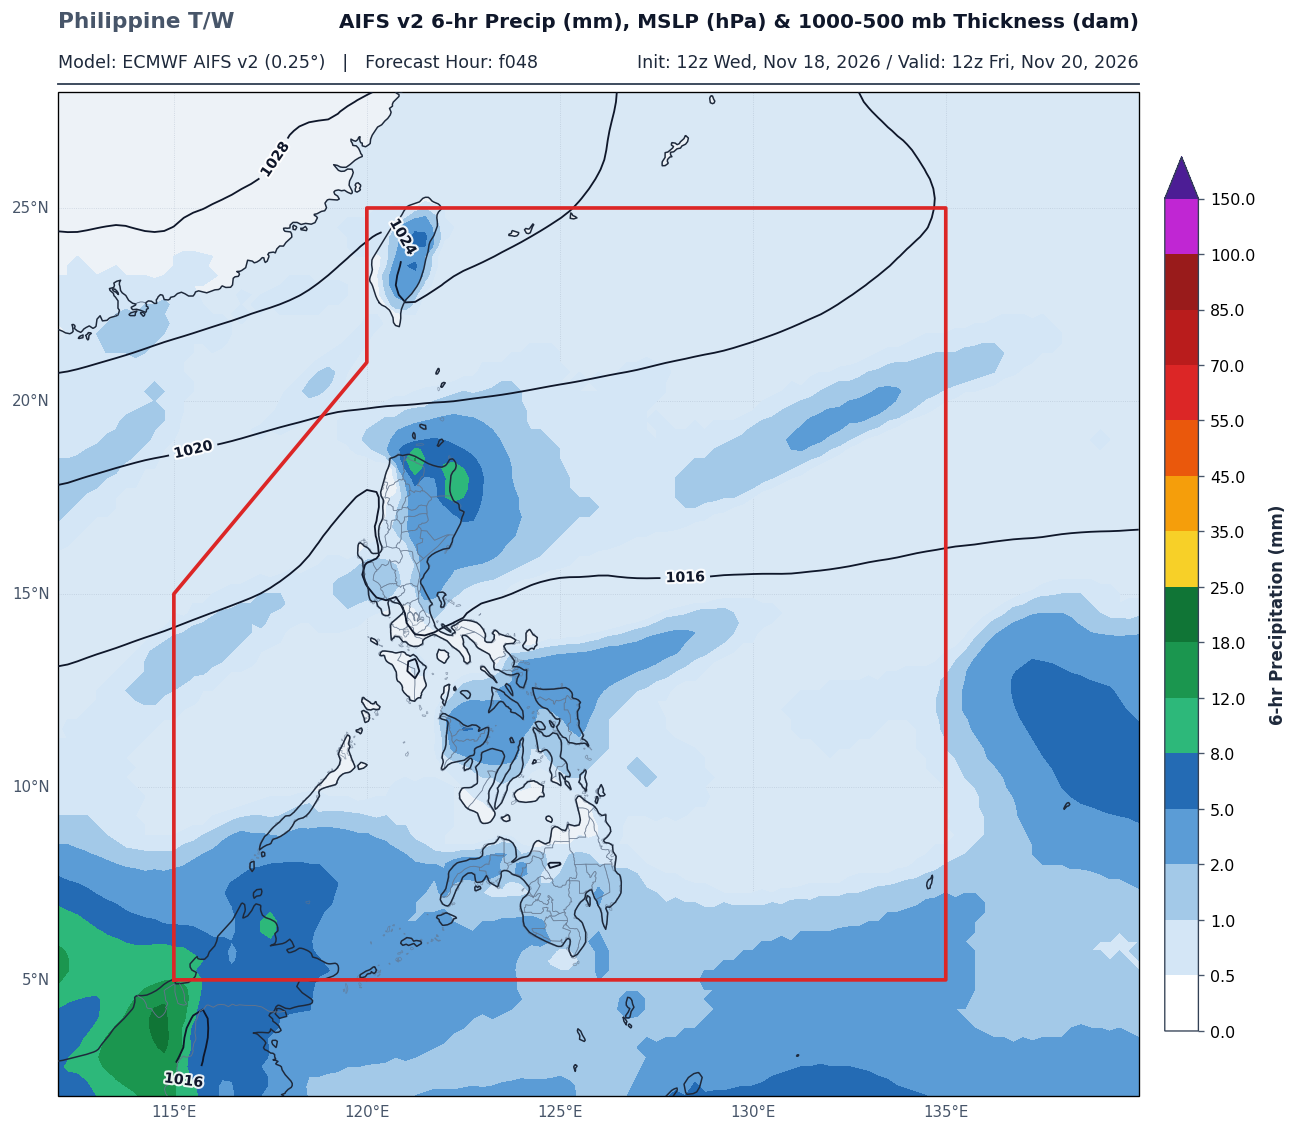 Philippine T/W
AIFS v2 6-hr Precip (mm), MSLP (hPa) & 1000-500 mb Thickness (dam)
Model: ECMWF AIFS v2 (0.25°) | Forecast Hour: f048
Init: 12z Wed, Nov 18, 2026 / Valid: 12z Fri, Nov 20, 2026
1028
1024
1020
1016
1016
25°N
20°N
15°N
10°N
5°N
115°E
120°E
125°E
130°E
135°E
150.0
100.0
85.0
70.0
55.0
45.0
35.0
25.0
18.0
12.0
8.0
5.0
2.0
1.0
0.5
0.0
6-hr Precipitation (mm)